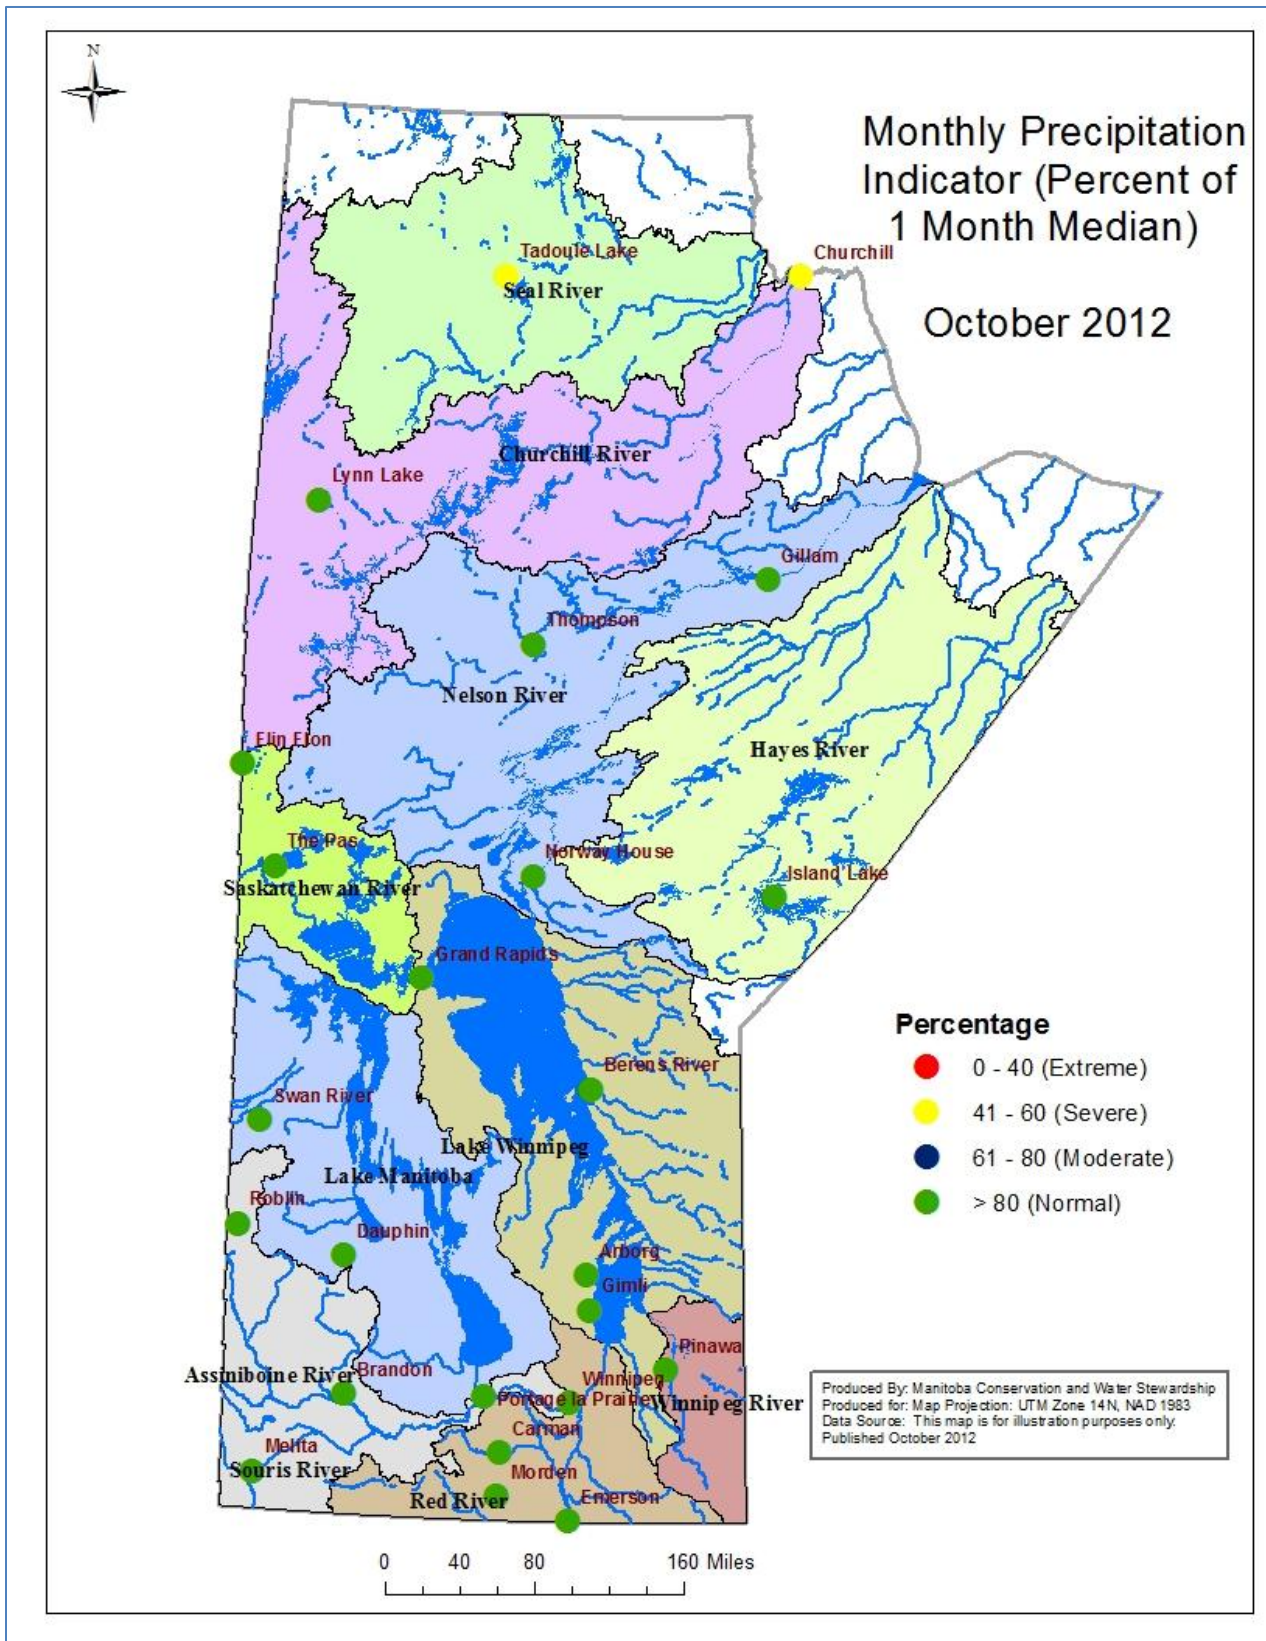 N
Monthly Precipitation
Indicator (Percent of
1 Month Median)
October 2012
Tadoule Lake
Churchill
Seal River
Churchill River
Lynn Lake
Gillam
Thompson
Nelson River
Flin Flon
Hayes River
The Pas
Norway House
Island Lake
Saskatchewan River
Grand Rapids
Percentage
0 - 40 (Extreme)
41 - 60 (Severe)
61 - 80 (Moderate)
> 80 (Normal)
Berens River
Swan River
Lake Winnipeg
Lake Manitoba
Roblin
Dauphin
Arborg
Gimli
Pinawa
Assiniboine River
Brandon
Winnipeg
Portage la Prairie
Winnipeg River
Carman
Melita
Souris River
Morden
Red River
Emerson
Produced By: Manitoba Conservation and Water Stewardship
Produced for: Map Projection: UTM Zone 14N, NAD 1983
Data Source: This map is for illustration purposes only.
Published October 2012
0 40 80 160 Miles